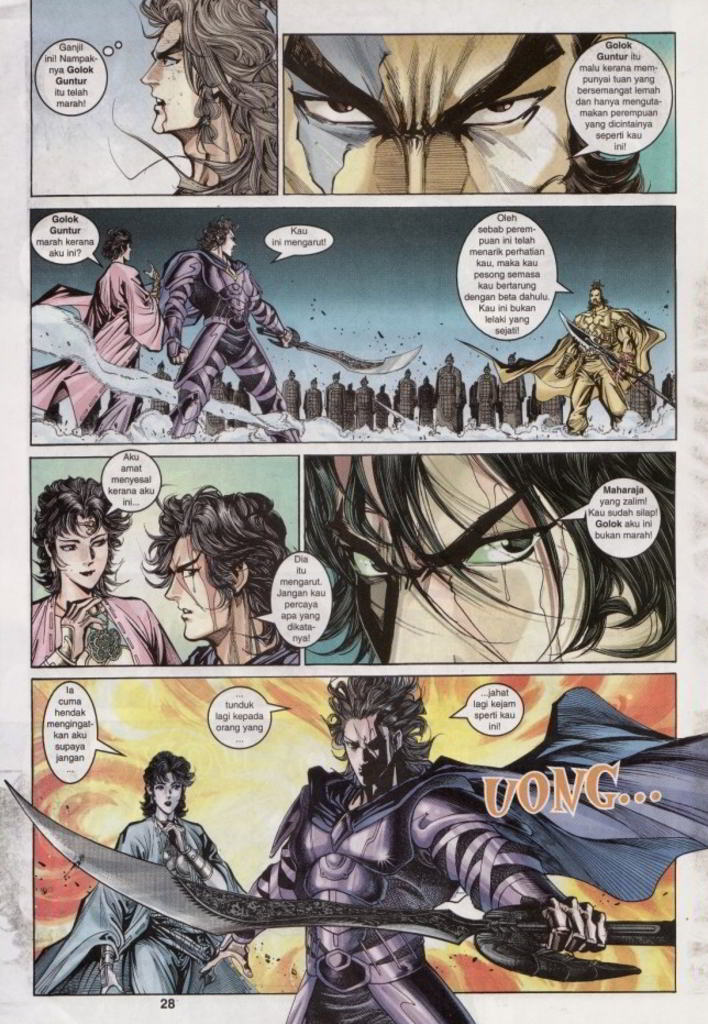 Ganjil
ini! Nampak-
nya Golok
Guntur
itu telah
marah!
Golok
Guntur itu
malu kerana mem-
punyai tuan yang
bersemangat lemah
dan hanya menguta-
makan perempuan
yang dicintainya
seperti kau
ini!
Golok
Guntur
marah kerana
aku ini?
Kau
ini mengarut!
Oleh
sebab perem-
puan ini telah
menarik perhatian
kau, maka kau
pesong semasa
kau bertarung
dengan beta dahulu.
Kau ini bukan
lelaki yang
sejati!
Aku
amat
menyesal
kerana aku
ini...
Dia
itu
mengarut.
Jangan kau
percaya
apa yang
dikata-
nya!
Maharaja
yang zalim!
Kau sudah silap!
Golok aku ini
bukan marah!
Ia
cuma
hendak
mengingat-
kan aku
supaya
jangan
...
...
tunduk
lagi kepada
orang yang
...
...jahat
lagi kejam
sperti kau
ini!
UONG...
28